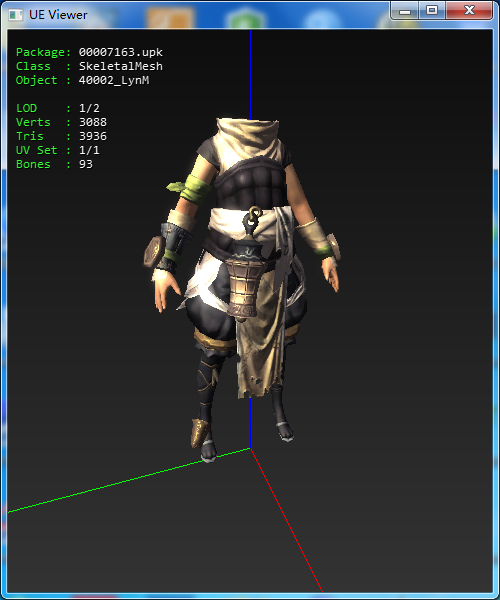 UE Viewer
Package: 00007163.upk
Class : SkeletalMesh
Object : 40002_LynM
LOD : 1/2
Verts : 3088
Tris : 3936
UV Set : 1/1
Bones : 93